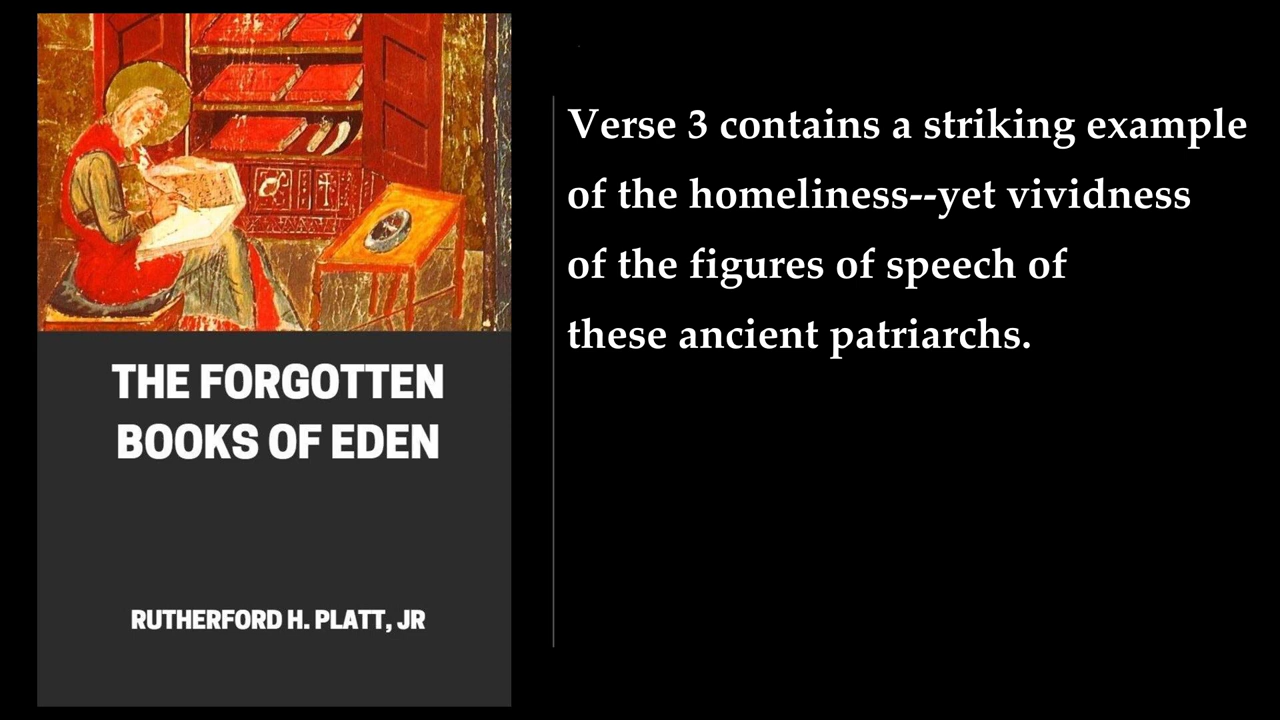 THE FORGOTTEN
BOOKS OF EDEN
RUTHERFORD H. PLATT, JR
Verse 3 contains a striking example
of the homeliness--yet vividness
of the figures of speech of
these ancient patriarchs.